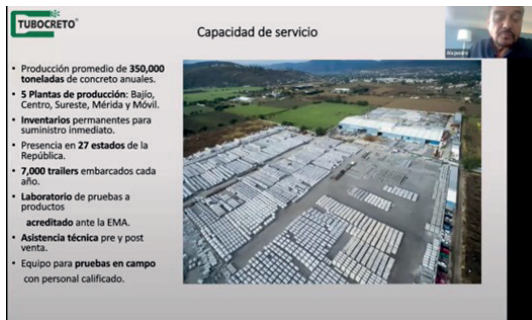 TUBOCRETO®
Capacidad de servicio
Alejandro
• Producción promedio de 350,000
toneladas de concreto anuales.
• 5 Plantas de producción: Bajío,
Centro, Sureste, Mérida y Móvil.
• Inventarios permanentes para
suministro inmediato.
• Presencia en 27 estados de la
República.
• 7,000 trailers embarcados cada
año.
• Laboratorio de pruebas a
productos
acreditado ante la EMA.
• Asistencia técnica pre y post
venta.
• Equipo para pruebas en campo
con personal calificado.